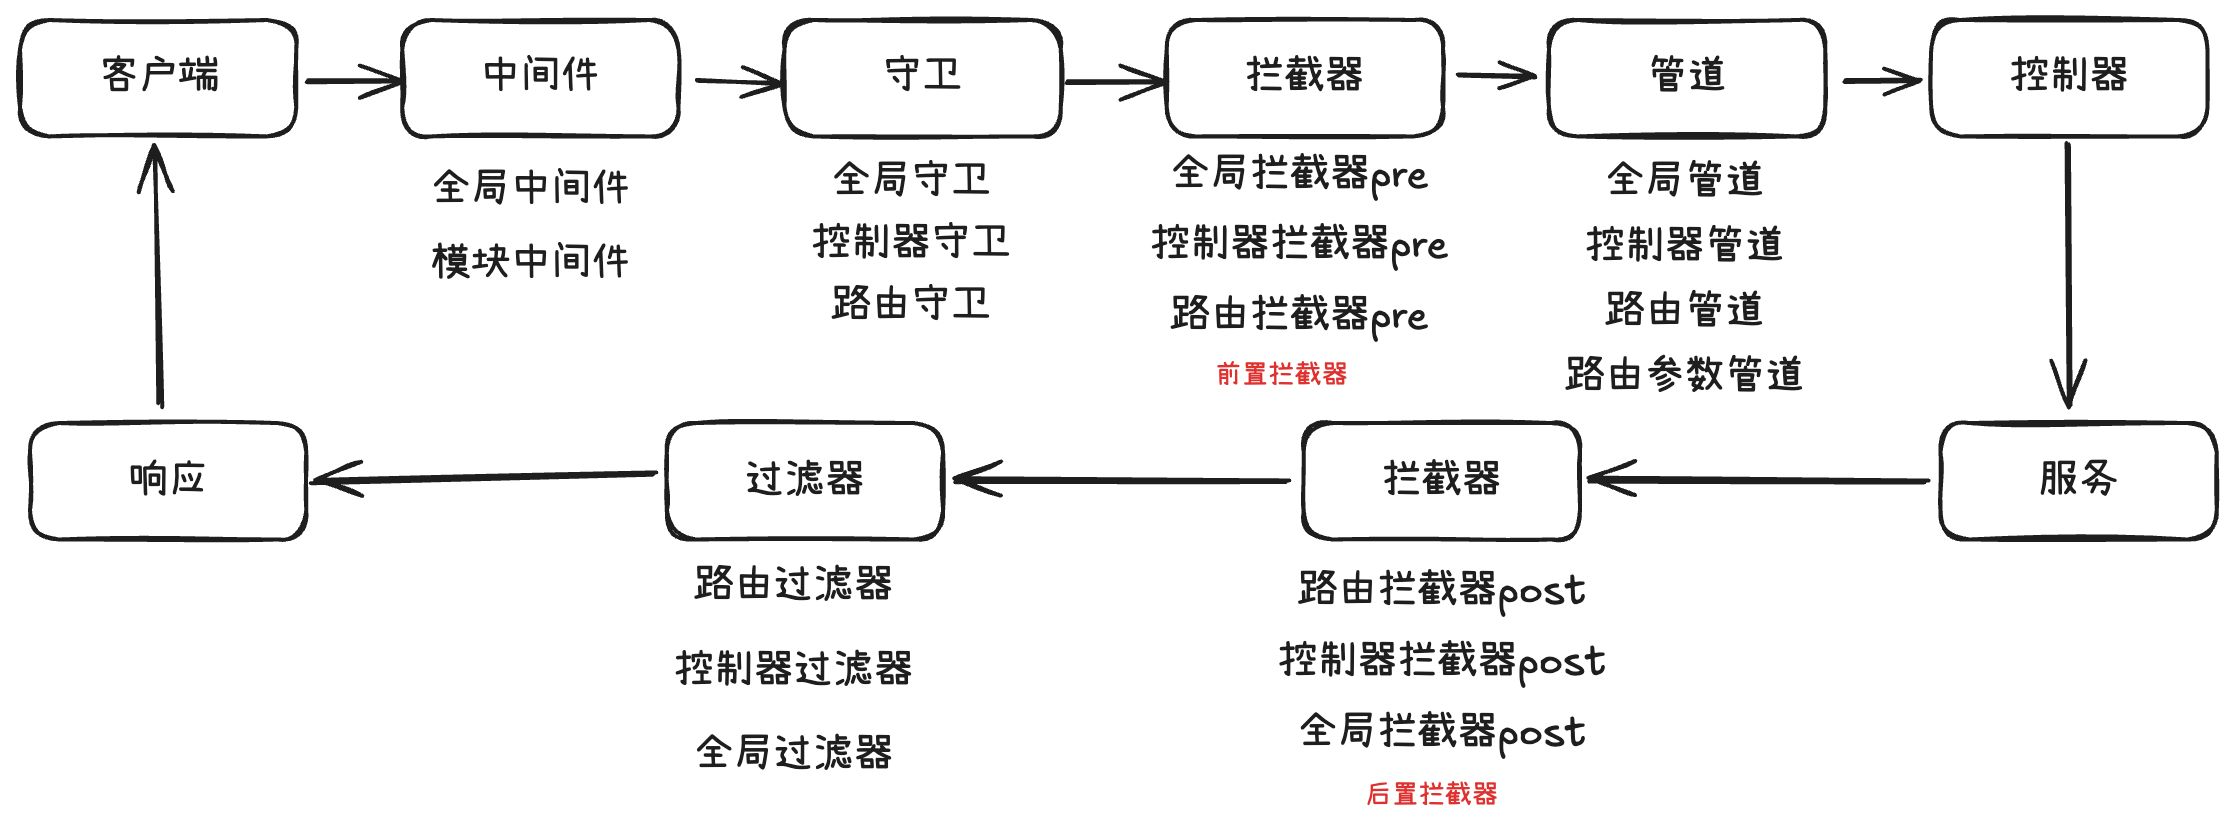 客户端
中间件
守卫
拦截器
管道
控制器
全局中间件
模块中间件
全局守卫
控制器守卫
路由守卫
全局拦截器pre
控制器拦截器pre
路由拦截器pre
前置拦截器
全局管道
控制器管道
路由管道
路由参数管道
响应
过滤器
拦截器
服务
路由过滤器
控制器过滤器
全局过滤器
路由拦截器post
控制器拦截器post
全局拦截器post
后置拦截器